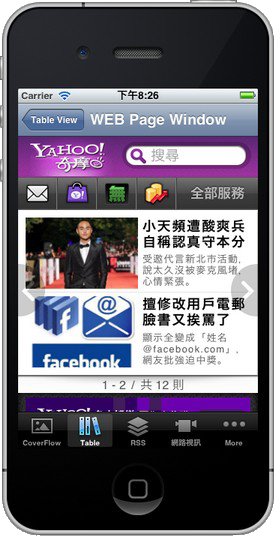 Carrier 下午8:26
Table View WEB Page Window
YAHOO! 奇摩 搜尋
全部服務
小天頻遭酸爽兵
自稱認真守本分
受邀代言新北市活動,
說太久沒被麥克風堵,
心情緊張。
擅修改用戶電郵
臉書又挨罵了
顯示全變成「姓名
@facebook.com」,
網友批強迫中獎。
facebook
1 - 2 / 共 12 則
CoverFlow Table RSS 網路視訊 More